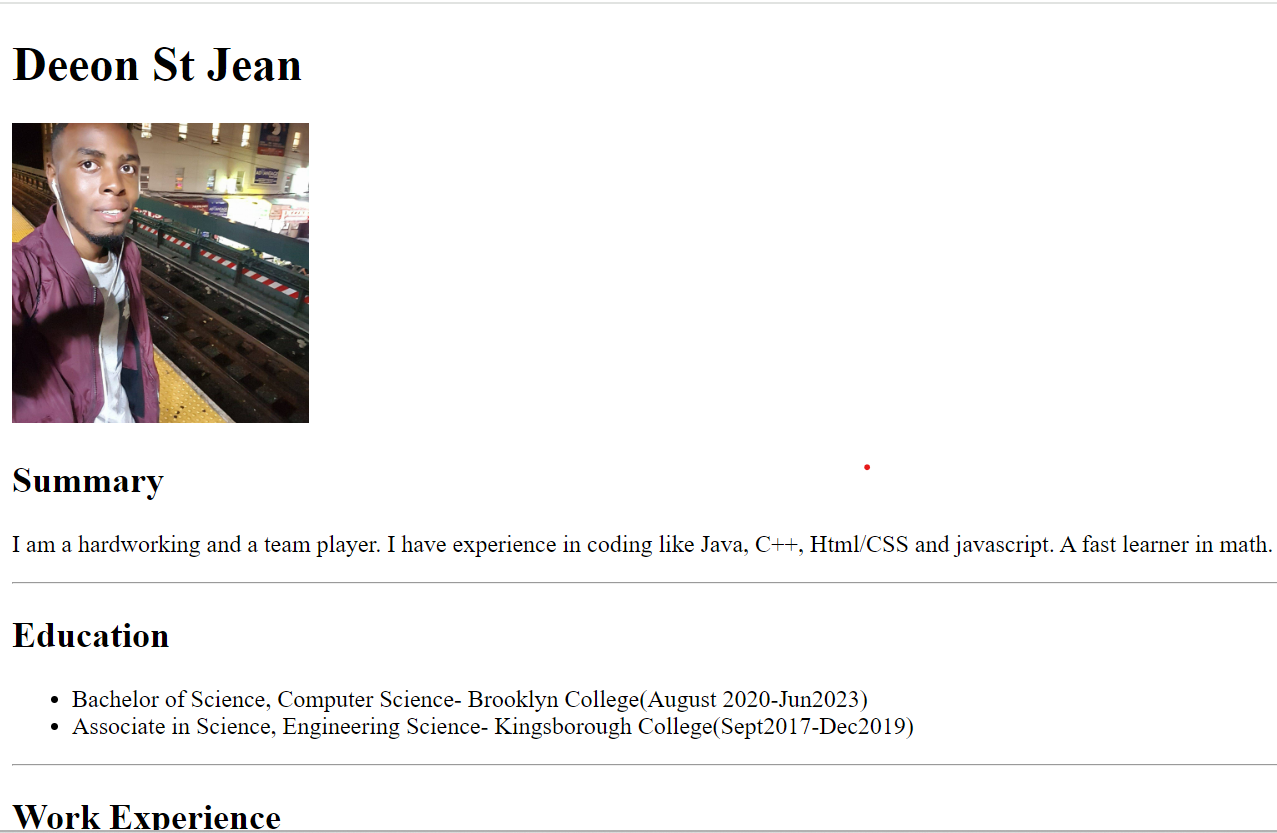 Deeon St Jean
Summary
I am a hardworking and a team player. I have experience in coding like Java, C++, Html/CSS and javascript. A fast learner in math.
Education
Bachelor of Science, Computer Science- Brooklyn College(August 2020-Jun2023)
Associate in Science, Engineering Science- Kingsborough College(Sept2017-Dec2019)
Work Experience